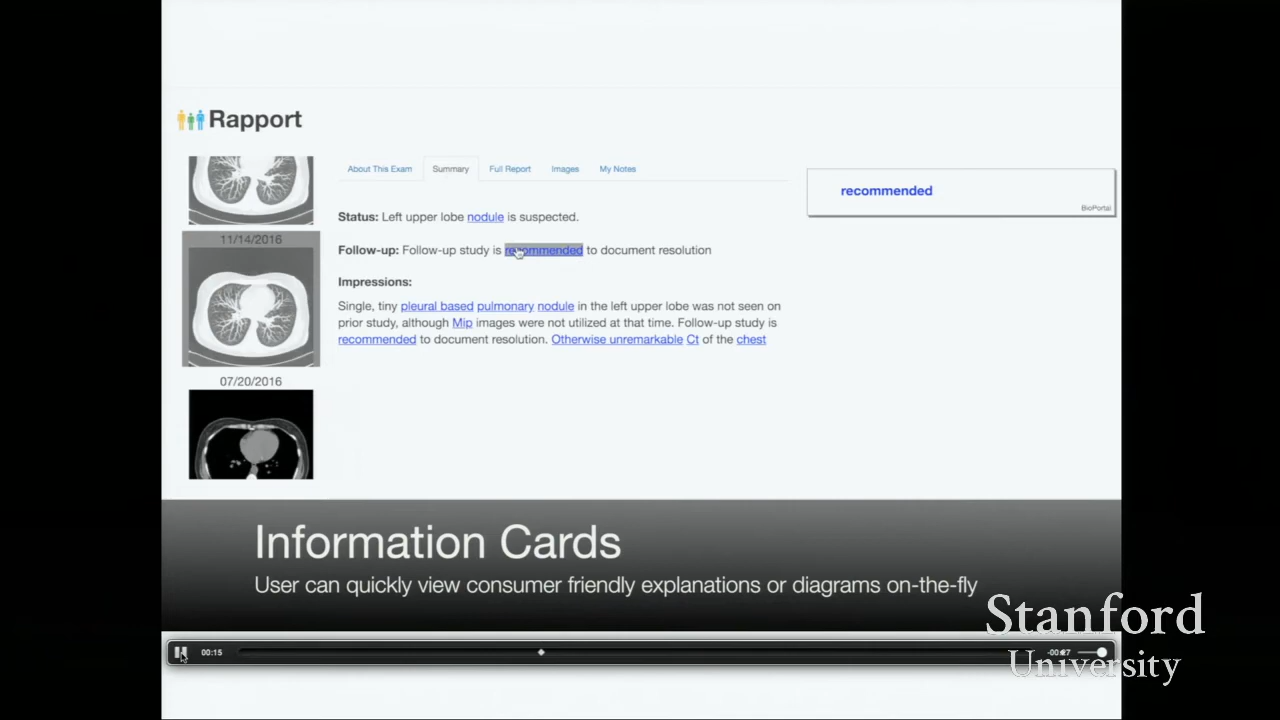 Rapport
About This Exam Summary Full Report Images My Notes
recommended
BioPortal
Status: Left upper lobe nodule is suspected.
11/14/2016
Follow-up: Follow-up study is recommended to document resolution
Impressions:
Single, tiny pleural based pulmonary nodule in the left upper lobe was not seen on
prior study, although Mip images were not utilized at that time. Follow-up study is
recommended to document resolution. Otherwise unremarkable Ct of the chest
07/20/2016
Information Cards
User can quickly view consumer friendly explanations or diagrams on-the-fly
00:15
Stanford
University